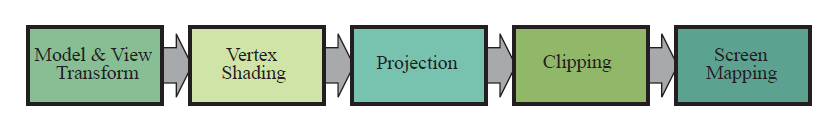 Model & View
Transform
Vertex
Shading
Projection
Clipping
Screen
Mapping